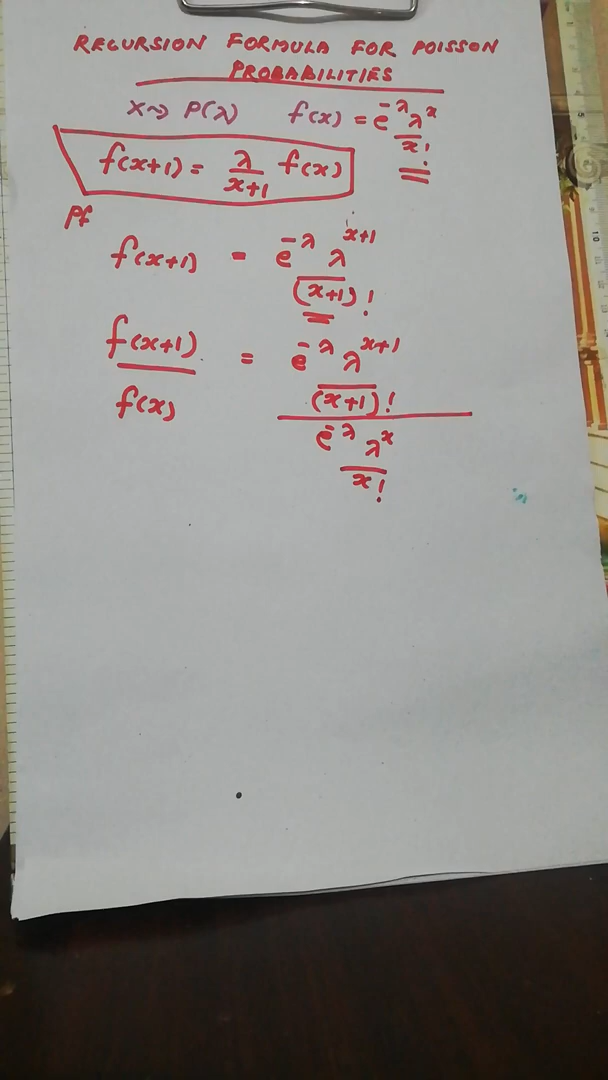 RECURSION FORMULA FOR POISSON
PROBABILITIES
X~> P(λ) f(x) = e^-λ λ^x / x!
f(x+1) = λ/(x+1) f(x)
Pf
f(x+1) = e^-λ λ^(x+1) / (x+1)!
f(x+1) / f(x) = (e^-λ λ^(x+1) / (x+1)!) / (e^-λ λ^x / x!)